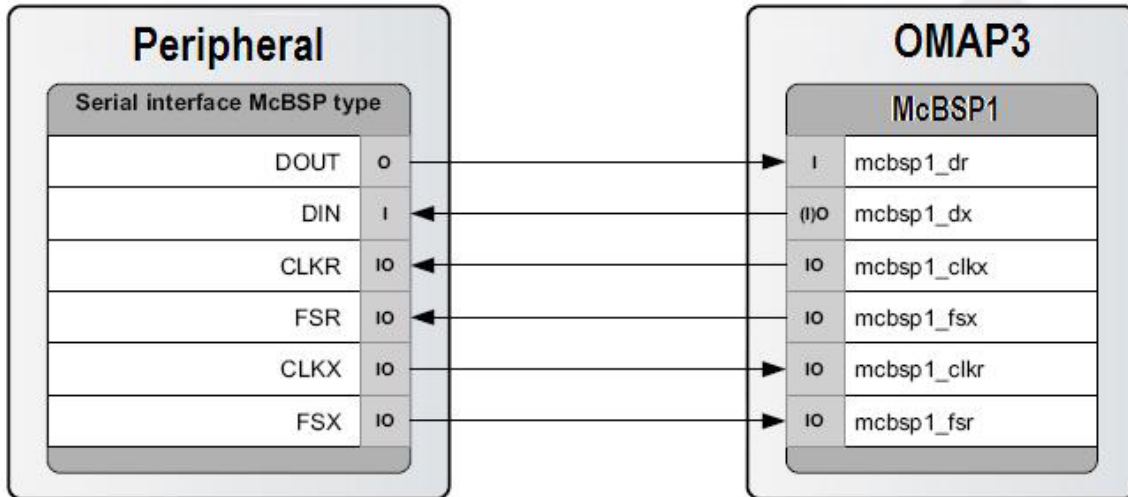 Peripheral OMAP3
Serial interface McBSP type McBSP1
DOUT O I mcbsp1_dr
DIN I (I)O mcbsp1_dx
CLKR IO IO mcbsp1_clkx
FSR IO IO mcbsp1_fsx
CLKX IO IO mcbsp1_clkr
FSX IO IO mcbsp1_fsr